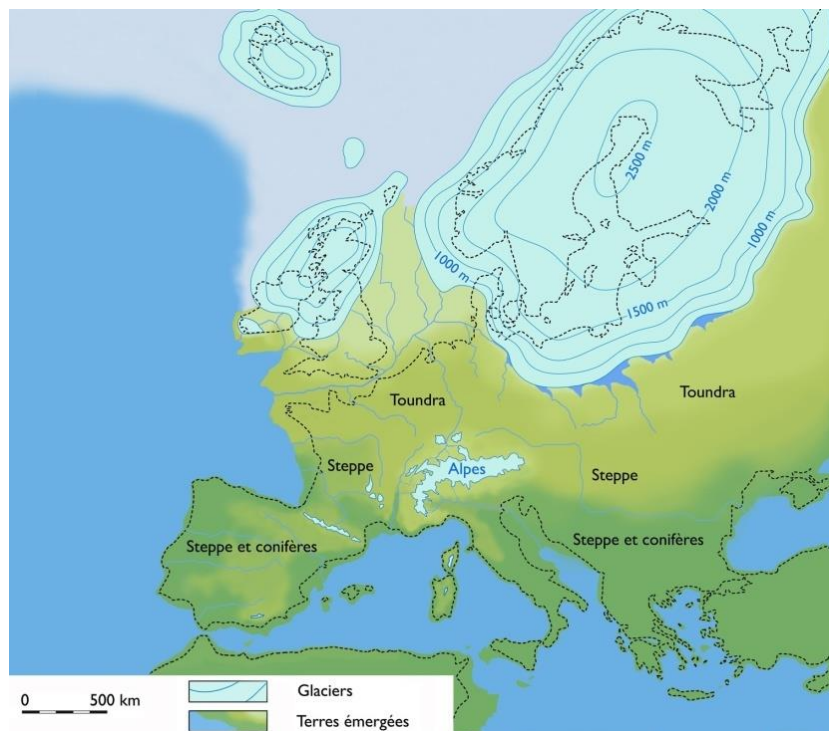 2500 m
2000 m
1000 m
1000 m
1500 m
Toundra
Toundra
Steppe
Alpes
Steppe
Steppe et conifères
Steppe et conifères
0 500 km
Glaciers
Terres émergées